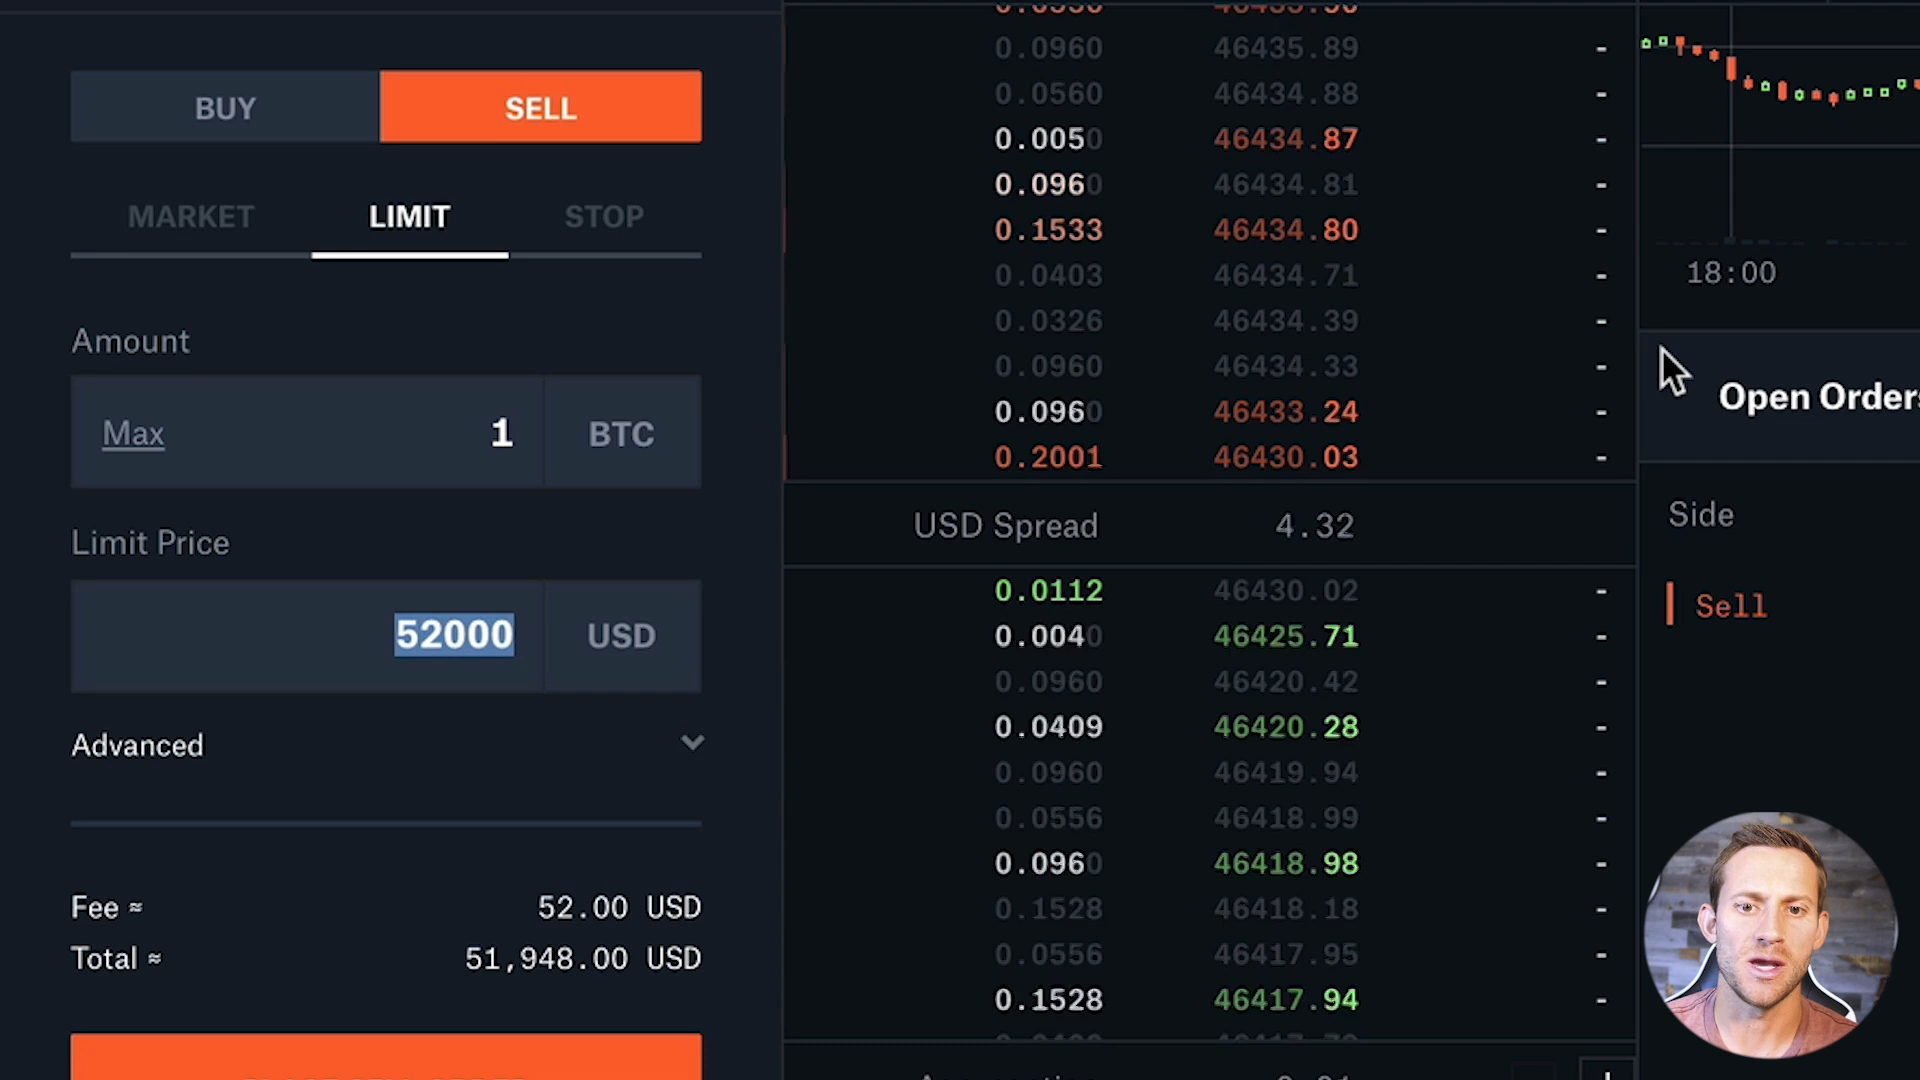 BUY SELL
MARKET LIMIT STOP
Amount
Max 1 BTC
Limit Price
52000 USD
Advanced
Fee ≈ 52.00 USD
Total ≈ 51,948.00 USD
0.0960 46435.89 -
0.0560 46434.88 -
0.0050 46434.87 -
0.0960 46434.81 -
0.1533 46434.80 -
0.0403 46434.71 -
0.0326 46434.39 -
0.0960 46434.33 -
0.0960 46433.24 -
0.2001 46430.03 -
USD Spread 4.32
0.0112 46430.02 -
0.0040 46425.71 -
0.0960 46420.42 -
0.0409 46420.28 -
0.0960 46419.94 -
0.0556 46418.99 -
0.0960 46418.98 -
0.1528 46418.18 -
0.0556 46417.95 -
0.1528 46417.94 -
18:00
Open Orders
Side
Sell